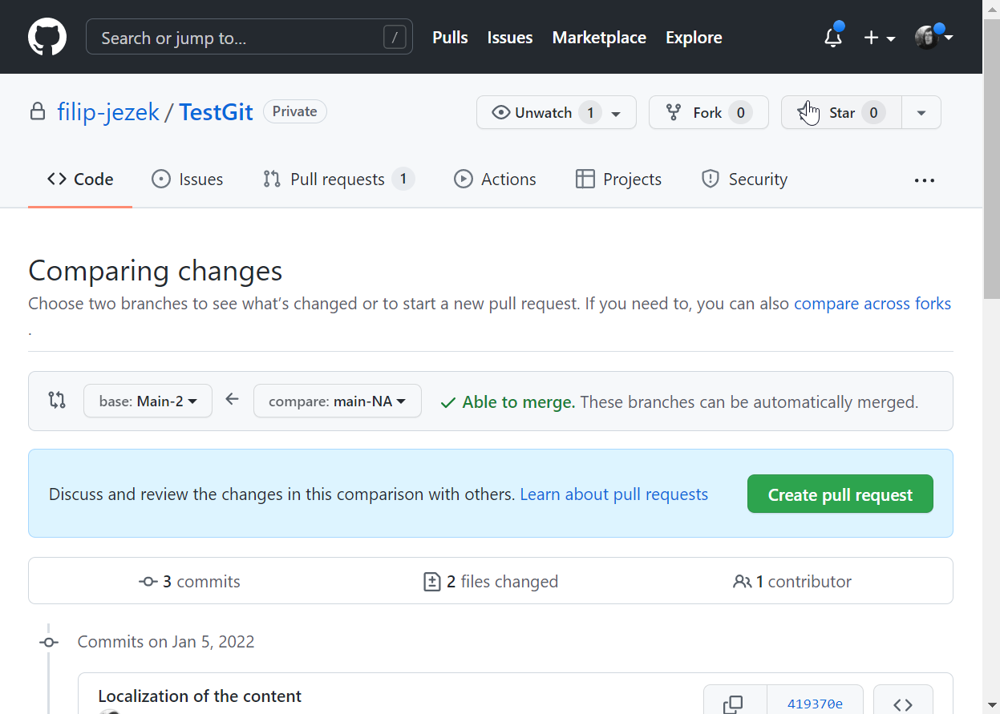 Search or jump to... / Pulls Issues Marketplace Explore
filip-jezek / TestGit Private Unwatch 1 Fork 0 Star 0
Code Issues Pull requests 1 Actions Projects Security ...
Comparing changes
Choose two branches to see what's changed or to start a new pull request. If you need to, you can also compare across forks
.
base: Main-2 compare: main-NA Able to merge. These branches can be automatically merged.
Discuss and review the changes in this comparison with others. Learn about pull requests Create pull request
3 commits 2 files changed 1 contributor
Commits on Jan 5, 2022
Localization of the content 419370e